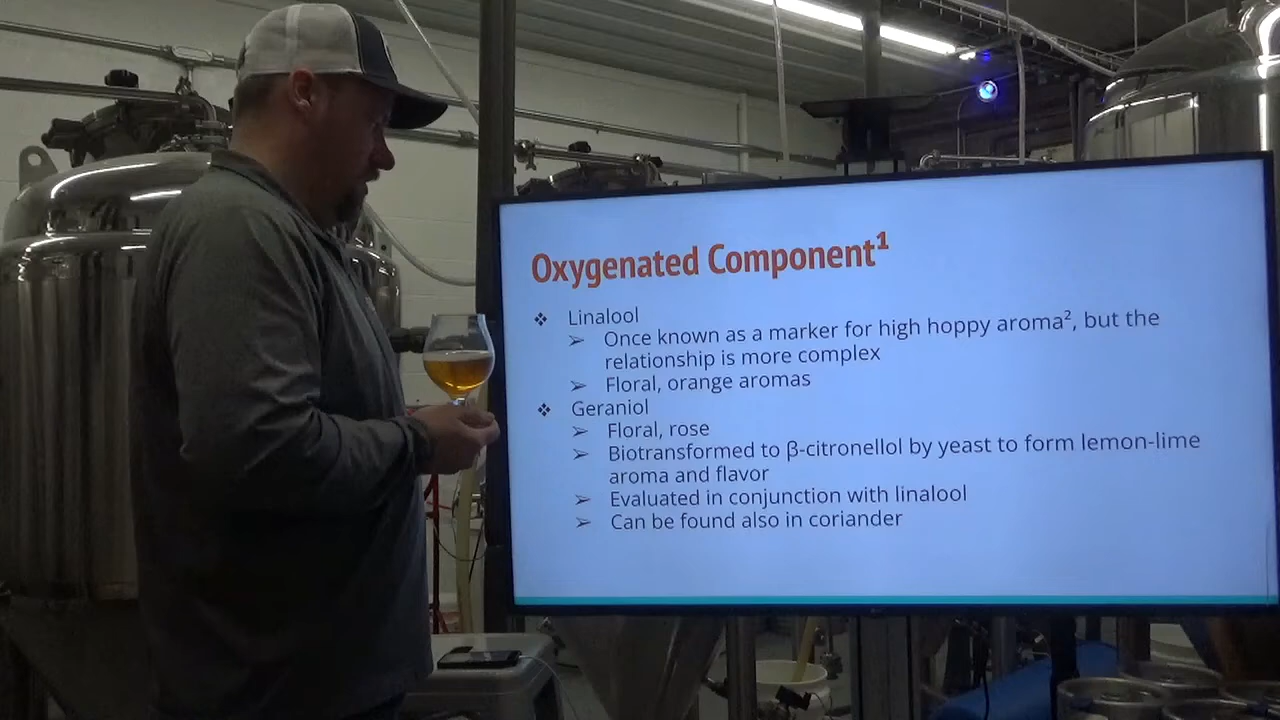 Oxygenated Component¹
❖ Linalool
➢ Once known as a marker for high hoppy aroma², but the
relationship is more complex
➢ Floral, orange aromas
❖ Geraniol
➢ Floral, rose
➢ Biotransformed to β-citronellol by yeast to form lemon-lime
aroma and flavor
➢ Evaluated in conjunction with linalool
➢ Can be found also in coriander